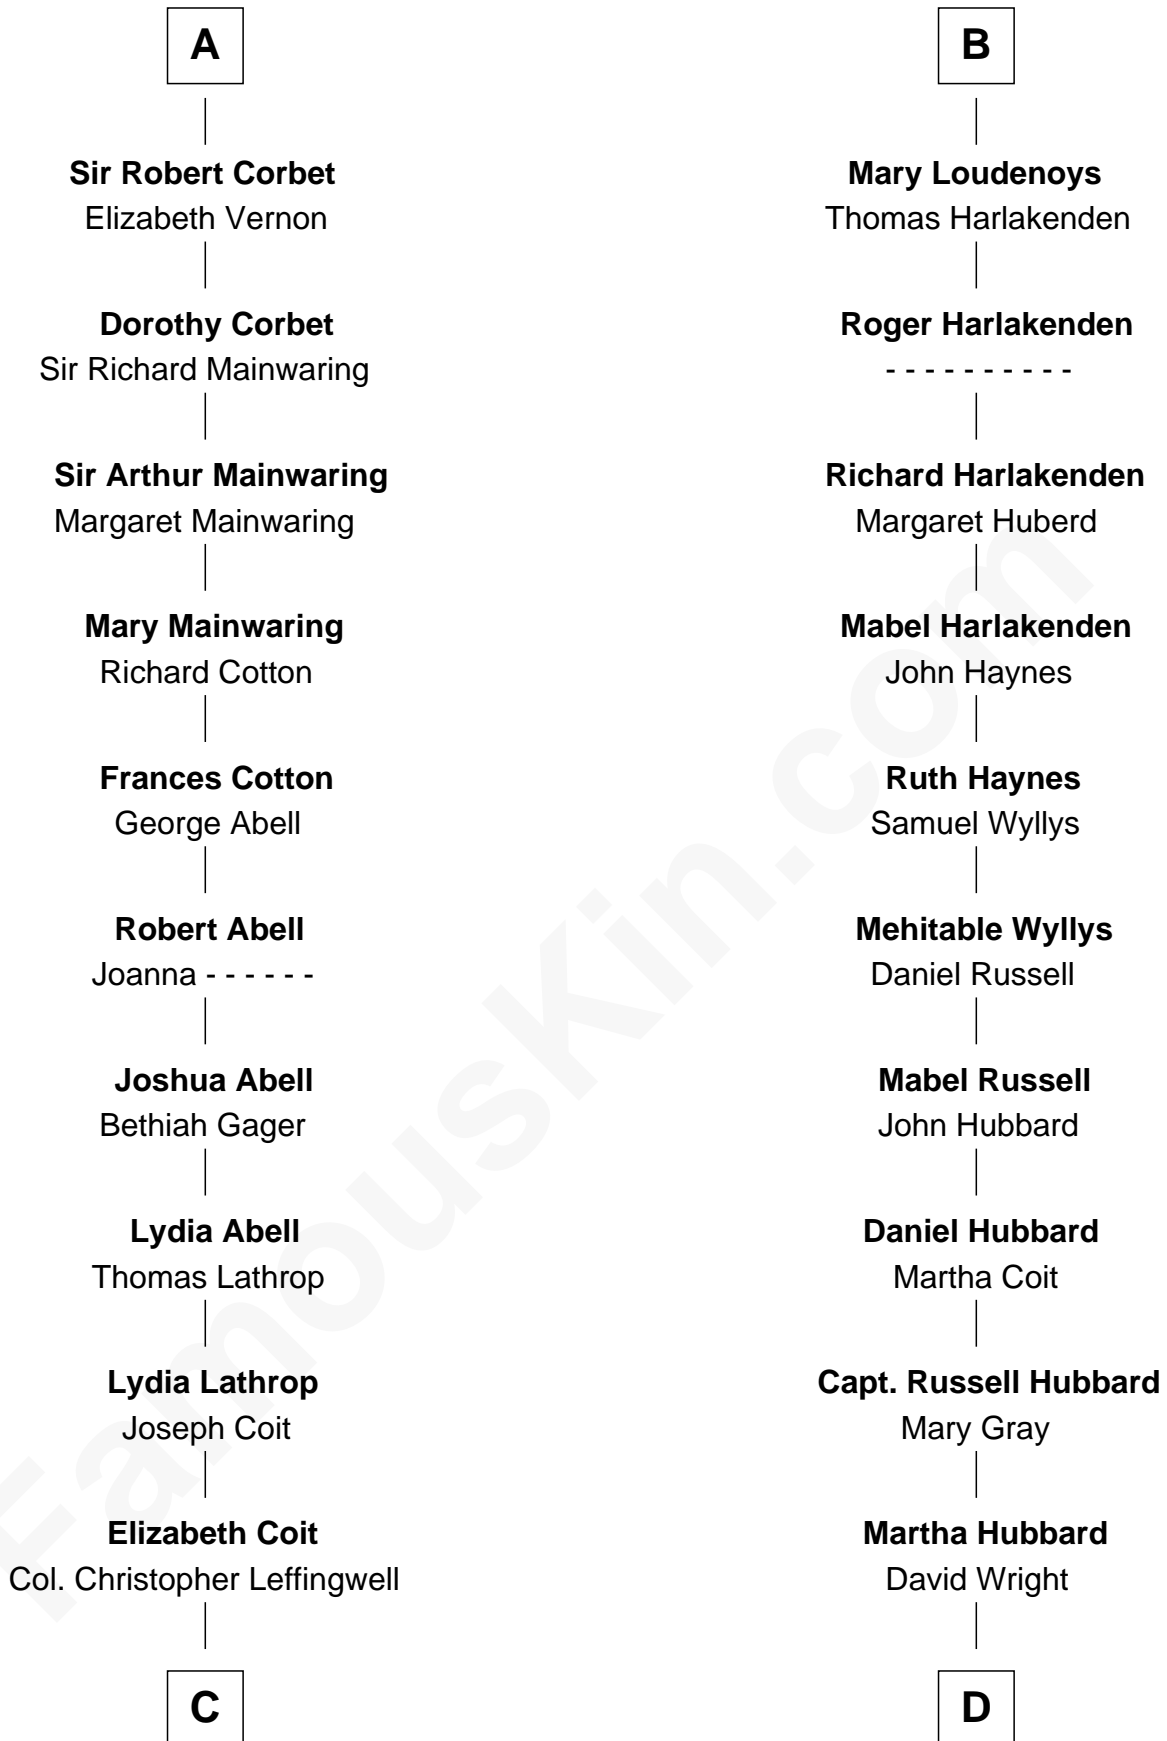 A
Sir Robert Corbet
Elizabeth Vernon
Dorothy Corbet
Sir Richard Mainwaring
Sir Arthur Mainwaring
Margaret Mainwaring
Mary Mainwaring
Richard Cotton
Frances Cotton
George Abell
Robert Abell
Joanna - - - - - -
Joshua Abell
Bethiah Gager
Lydia Abell
Thomas Lathrop
Lydia Lathrop
Joseph Coit
Elizabeth Coit
Col. Christopher Leffingwell
C
B
Mary Loudenoys
Thomas Harlakenden
Roger Harlakenden
- - - - - - - - - -
Richard Harlakenden
Margaret Huberd
Mabel Harlakenden
John Haynes
Ruth Haynes
Samuel Wyllys
Mehitable Wyllys
Daniel Russell
Mabel Russell
John Hubbard
Daniel Hubbard
Martha Coit
Capt. Russell Hubbard
Mary Gray
Martha Hubbard
David Wright
D
FamousKin.com